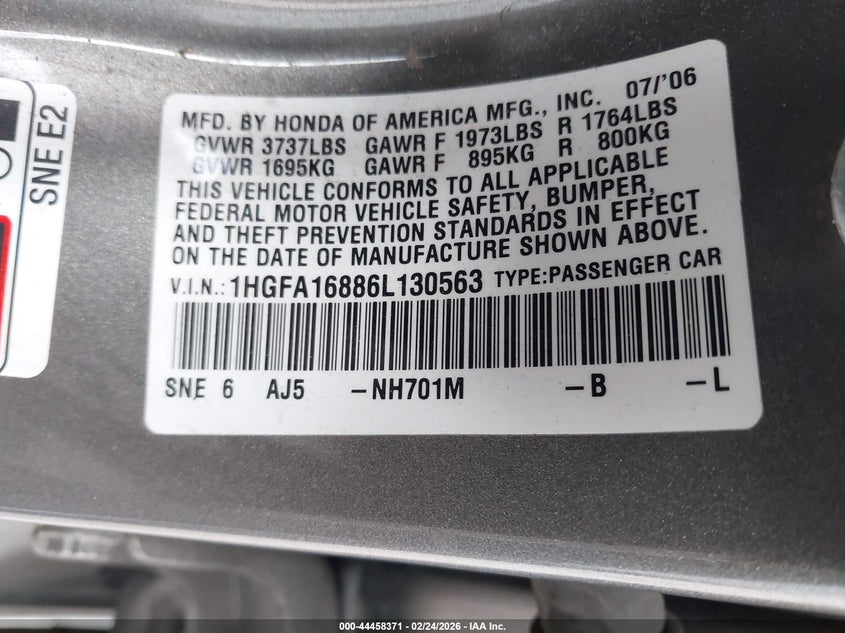 SNE E2
MFD. BY HONDA OF AMERICA MFG., INC. 07/'06
GVWR 3737LBS GAWR F 1973LBS R 1764LBS
GVWR 1695KG GAWR F 895KG R 800KG
THIS VEHICLE CONFORMS TO ALL APPLICABLE
FEDERAL MOTOR VEHICLE SAFETY, BUMPER,
AND THEFT PREVENTION STANDARDS IN EFFECT
ON THE DATE OF MANUFACTURE SHOWN ABOVE.
V.I.N.: 1HGFA16886L130563 TYPE:PASSENGER CAR
SNE 6 AJ5 -NH701M -B -L
000-44458371 | 02/24/2026 – IAA Inc.